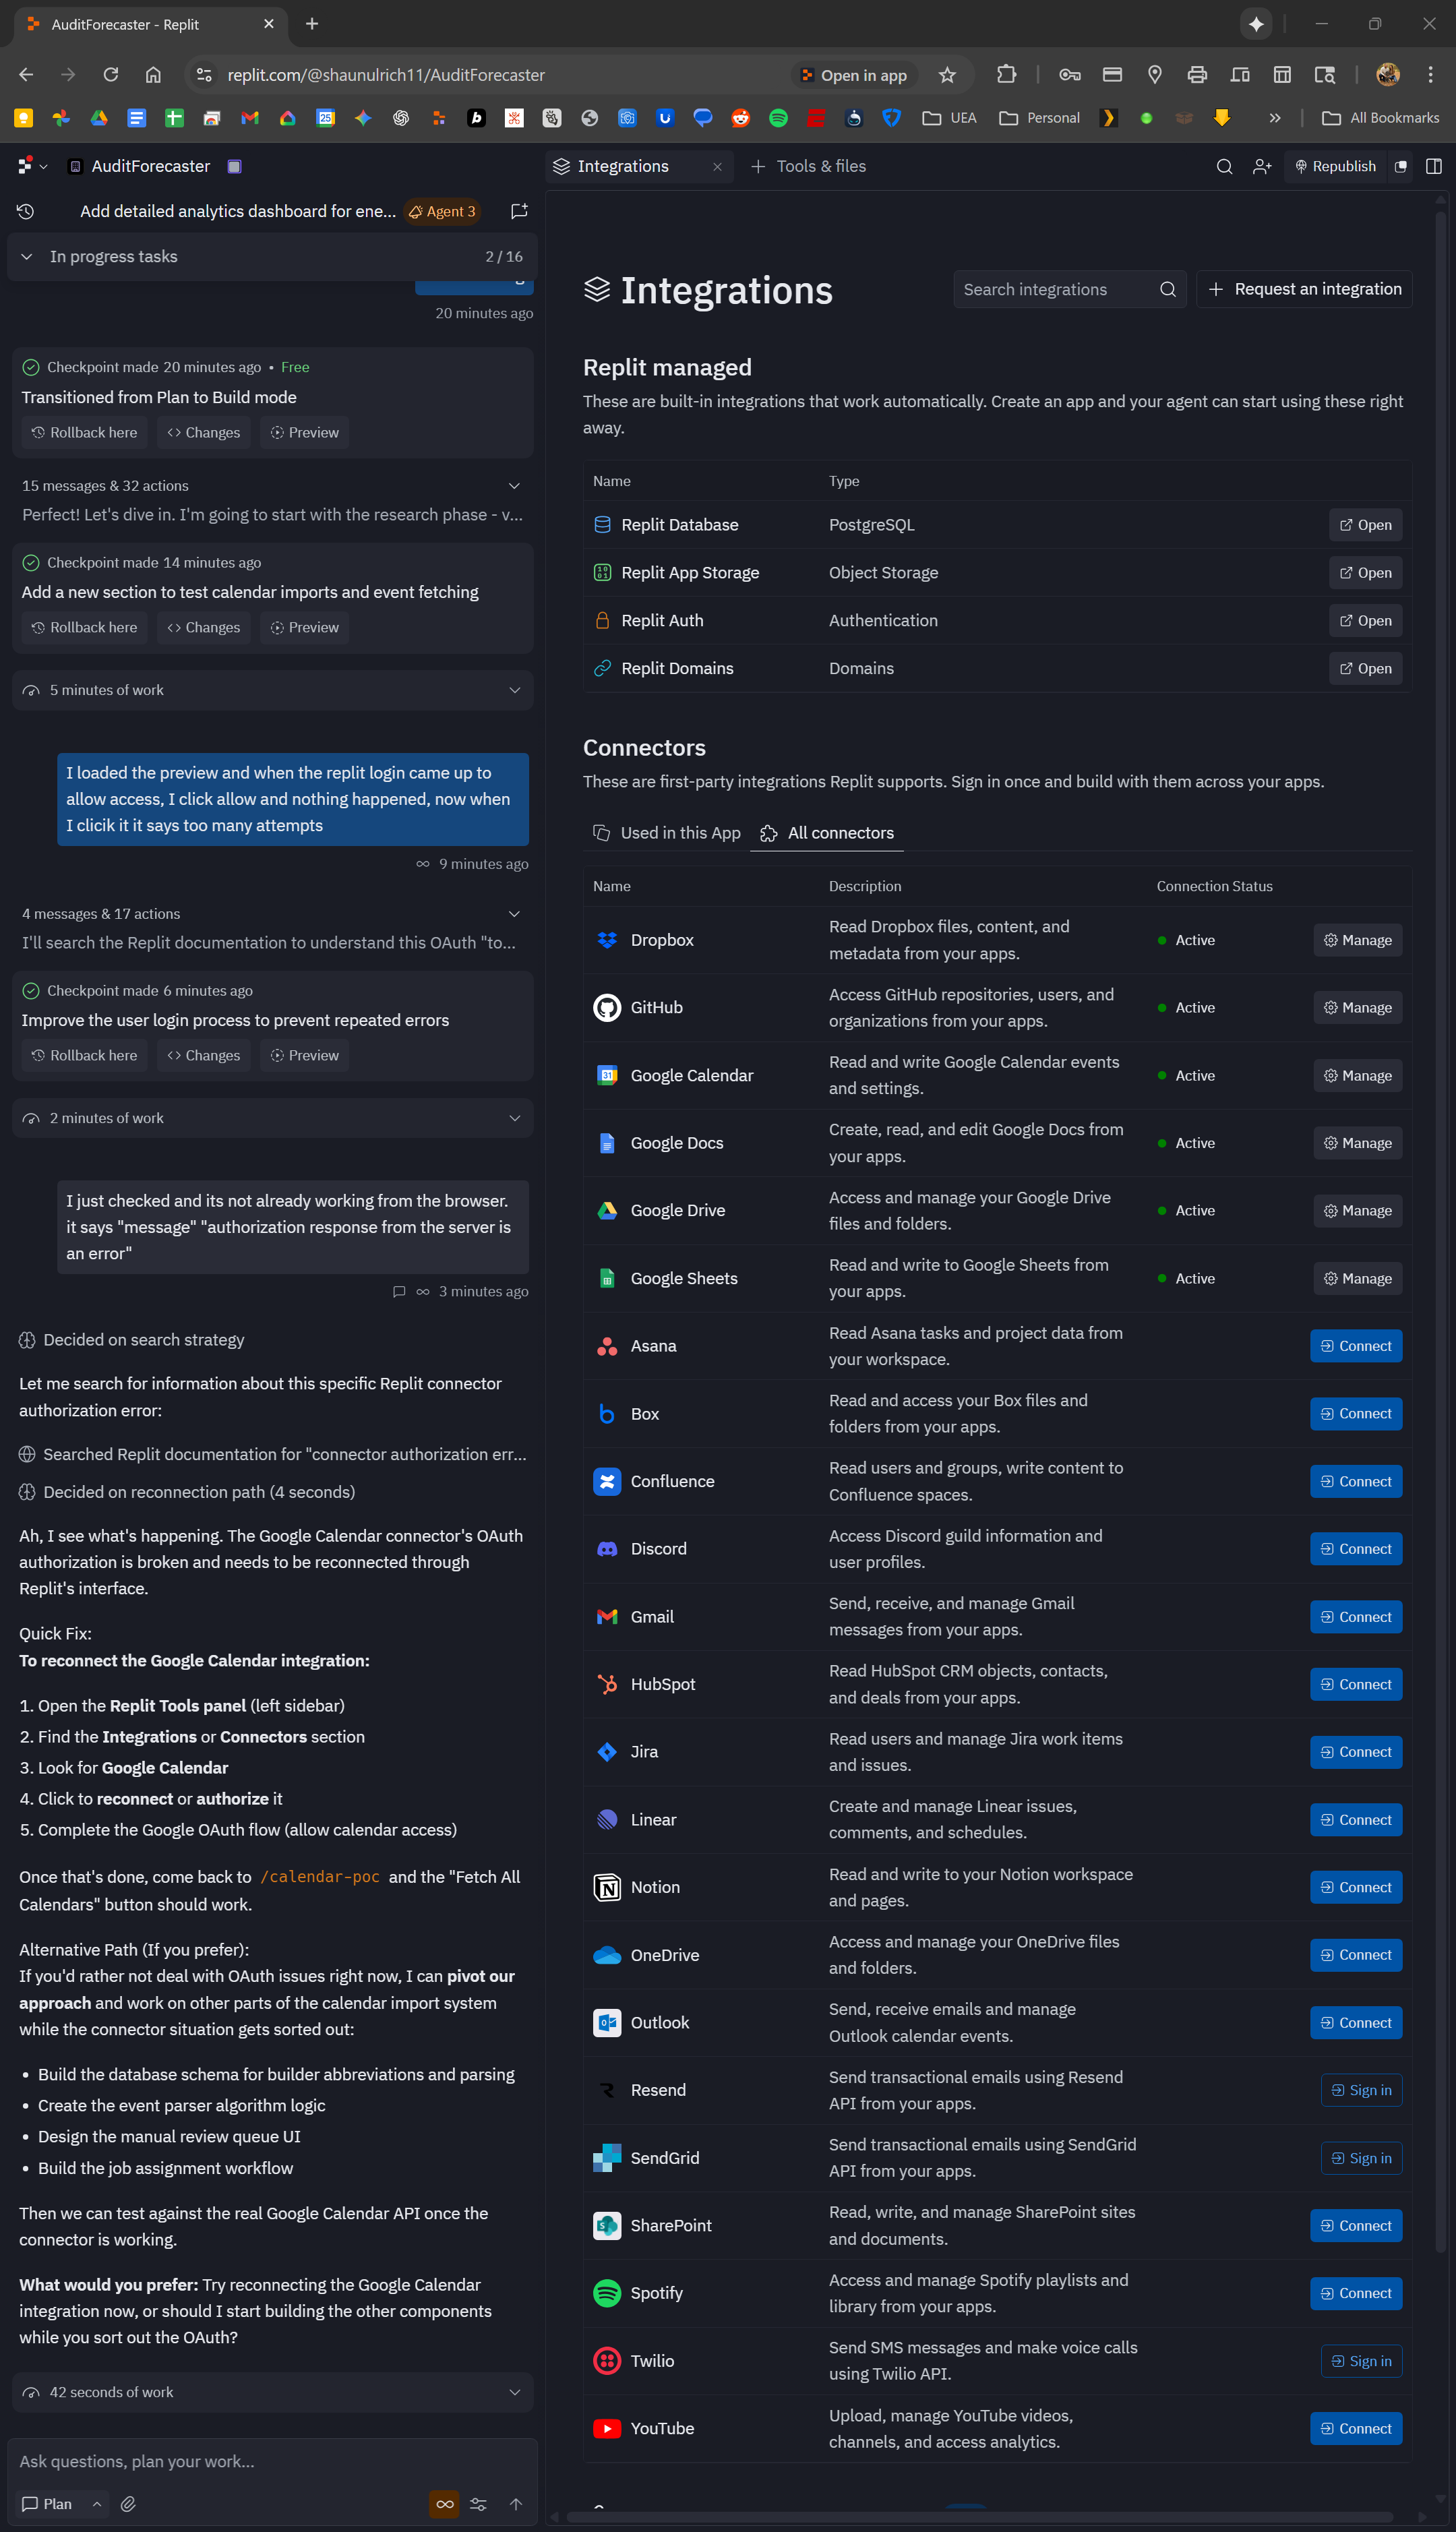 AuditForecaster - Replit
replit.com/@shaunulrich11/AuditForecaster
Open in app
UEA
Personal
All Bookmarks
AuditForecaster
Add detailed analytics dashboard for ene...
Agent 3
In progress tasks
2 / 16
20 minutes ago
Checkpoint made 20 minutes ago • Free
Transitioned from Plan to Build mode
Rollback here
Changes
Preview
15 messages & 32 actions
Perfect! Let's dive in. I'm going to start with the research phase - v...
Checkpoint made 14 minutes ago
Add a new section to test calendar imports and event fetching
Rollback here
Changes
Preview
5 minutes of work
I loaded the preview and when the replit login came up to
allow access, I click allow and nothing happened, now when
I clicik it it says too many attempts
9 minutes ago
4 messages & 17 actions
I'll search the Replit documentation to understand this OAuth "to...
Checkpoint made 6 minutes ago
Improve the user login process to prevent repeated errors
Rollback here
Changes
Preview
2 minutes of work
I just checked and its not already working from the browser.
it says "message" "authorization response from the server is
an error"
3 minutes ago
Decided on search strategy
Let me search for information about this specific Replit connector
authorization error:
Searched Replit documentation for "connector authorization err...
Decided on reconnection path (4 seconds)
Ah, I see what's happening. The Google Calendar connector's OAuth
authorization is broken and needs to be reconnected through
Replit's interface.
Quick Fix:
To reconnect the Google Calendar integration:
1. Open the Replit Tools panel (left sidebar)
2. Find the Integrations or Connectors section
3. Look for Google Calendar
4. Click to reconnect or authorize it
5. Complete the Google OAuth flow (allow calendar access)
Once that's done, come back to /calendar-poc and the "Fetch All
Calendars" button should work.
Alternative Path (If you prefer):
If you'd rather not deal with OAuth issues right now, I can pivot our
approach and work on other parts of the calendar import system
while the connector situation gets sorted out:
• Build the database schema for builder abbreviations and parsing
• Create the event parser algorithm logic
• Design the manual review queue UI
• Build the job assignment workflow
Then we can test against the real Google Calendar API once the
connector is working.
What would you prefer: Try reconnecting the Google Calendar
integration now, or should I start building the other components
while you sort out the OAuth?
42 seconds of work
Ask questions, plan your work...
Plan
Integrations
Tools & files
Republish
Integrations
Search integrations
Request an integration
Replit managed
These are built-in integrations that work automatically. Create an app and your agent can start using these right
away.
Name
Type
Replit Database
PostgreSQL
Open
Replit App Storage
Object Storage
Open
Replit Auth
Authentication
Open
Replit Domains
Domains
Open
Connectors
These are first-party integrations Replit supports. Sign in once and build with them across your apps.
Used in this App
All connectors
Name
Description
Connection Status
Dropbox
Read Dropbox files, content, and
metadata from your apps.
Active
Manage
GitHub
Access GitHub repositories, users, and
organizations from your apps.
Active
Manage
Google Calendar
Read and write Google Calendar events
and settings.
Active
Manage
Google Docs
Create, read, and edit Google Docs from
your apps.
Active
Manage
Google Drive
Access and manage your Google Drive
files and folders.
Active
Manage
Google Sheets
Read and write to Google Sheets from
your apps.
Active
Manage
Asana
Read Asana tasks and project data from
your workspace.
Connect
Box
Read and access your Box files and
folders from your apps.
Connect
Confluence
Read users and groups, write content to
Confluence spaces.
Connect
Discord
Access Discord guild information and
user profiles.
Connect
Gmail
Send, receive, and manage Gmail
messages from your apps.
Connect
HubSpot
Read HubSpot CRM objects, contacts,
and deals from your apps.
Connect
Jira
Read users and manage Jira work items
and issues.
Connect
Linear
Create and manage Linear issues,
comments, and schedules.
Connect
Notion
Read and write to your Notion workspace
and pages.
Connect
OneDrive
Access and manage your OneDrive files
and folders.
Connect
Outlook
Send, receive emails and manage
Outlook calendar events.
Connect
Resend
Send transactional emails using Resend
API from your apps.
Sign in
SendGrid
Send transactional emails using SendGrid
API from your apps.
Sign in
SharePoint
Read, write, and manage SharePoint sites
and documents.
Connect
Spotify
Access and manage Spotify playlists and
library from your apps.
Connect
Twilio
Send SMS messages and make voice calls
using Twilio API.
Sign in
YouTube
Upload, manage YouTube videos,
channels, and access analytics.
Connect